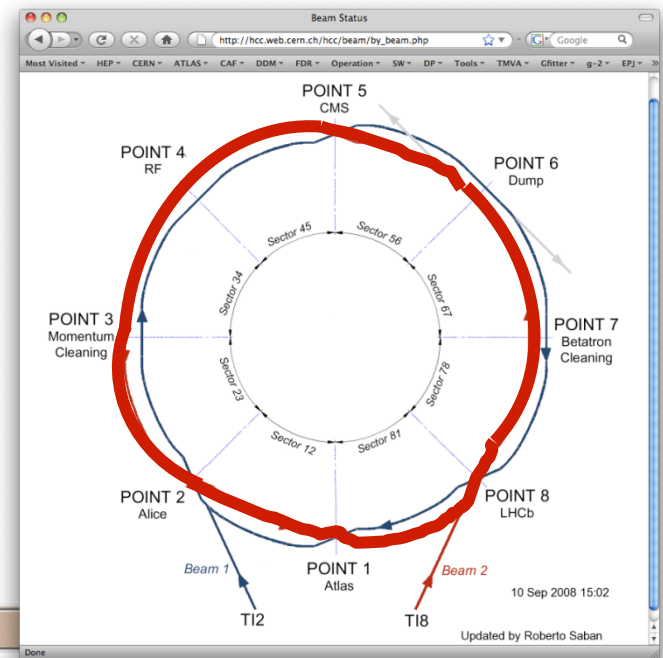 Beam Status
http://hcc.web.cern.ch/hcc/beam/by_beam.php
Google
Most Visited HEP CERN ATLAS CAF DDM FDR Operation SW DP Tools TMVA Gfitter g-2 EPJ
POINT 5
CMS
POINT 4
RF
POINT 6
Dump
Sector 45
Sector 56
Sector 34
Sector 67
POINT 3
Momentum
Cleaning
POINT 7
Betatron
Cleaning
Sector 23
Sector 78
Sector 12
Sector 81
POINT 2
Alice
POINT 8
LHCb
POINT 1
Atlas
Beam 1
Beam 2
10 Sep 2008 15:02
TI2
TI8
Updated by Roberto Saban
Done